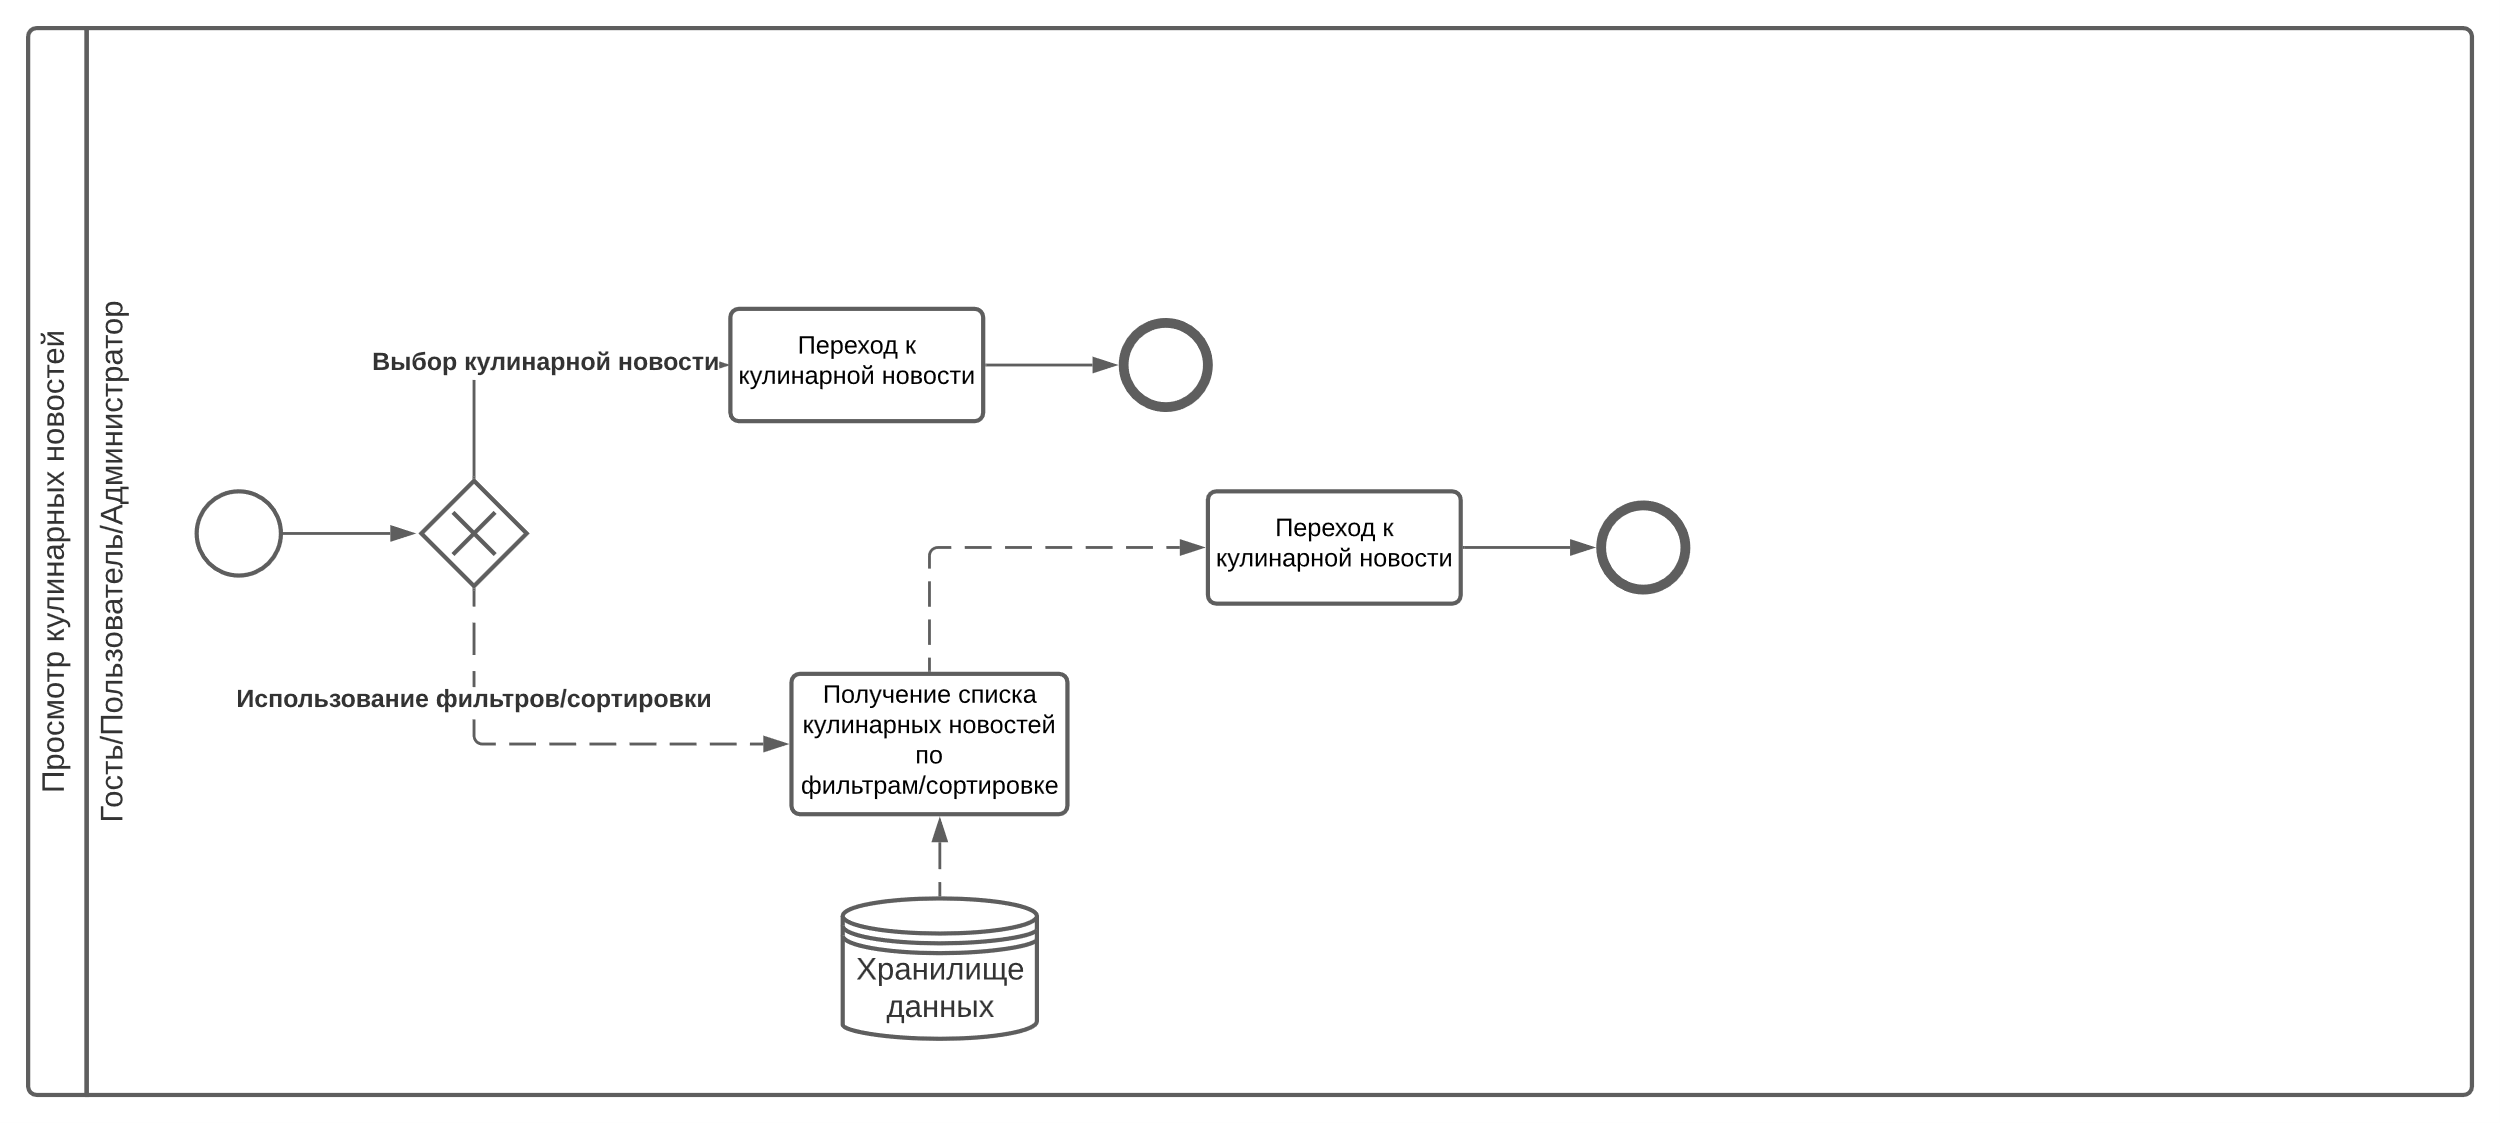 Просмотр кулинарных новостей
Гость/Пользователь/Администратор
Выбор кулинарной новости
Переход к
кулинарной новости
Переход к
кулинарной новости
Использование фильтров/сортировки
Получение списка
кулинарных новостей
по
фильтрам/сортировке
Хранилище
данных